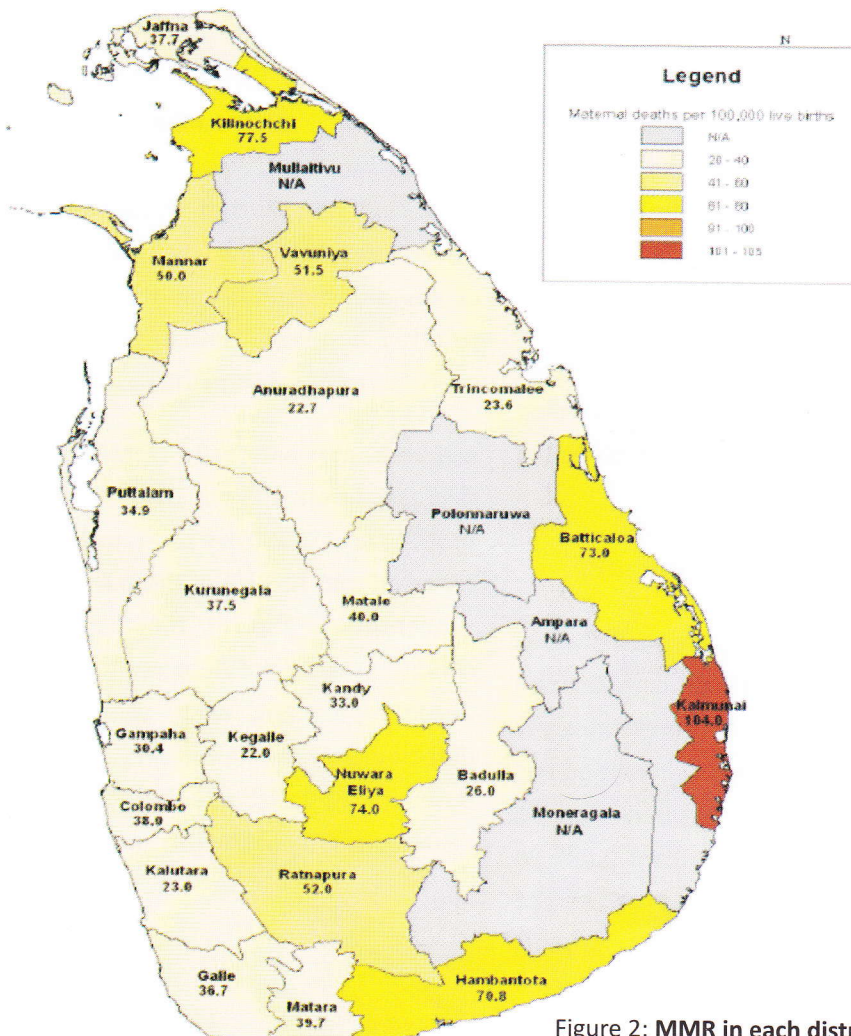 Jaffna
37.7
N
Legend
Maternal deaths per 100,000 live births
N/A
20 - 40
41 - 60
61 - 80
91 - 100
101 - 105
Kilinochchi
77.5
Mullaitivu
N/A
Mannar
50.0
Vavuniya
51.5
Anuradhapura
22.7
Trincomalee
23.6
Puttalam
34.9
Polonnaruwa
N/A
Batticaloa
73.0
Kurunegala
37.5
Matale
40.0
Ampara
N/A
Kandy
33.0
Kalmunai
104.0
Gampaha
30.4
Kegalle
22.0
Nuwara
Eliya
74.0
Badulla
26.0
Moneragala
N/A
Colombo
38.0
Kalutara
23.0
Ratnapura
52.0
Galle
36.7
Matara
39.7
Hambantota
70.8
Figure 2: MMR in each distr